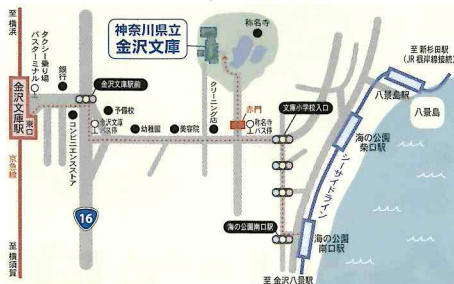 至 横浜
タクシー乗り場
バスターミナル
銀行
金沢文庫駅前
神奈川県立
金沢文庫
称名寺
至 新杉田駅
(JR 根岸線接続)
八景島駅
八景島
金沢文庫駅
東口
京急線
コンビニエンスストア
予備校
金沢文庫
バス停
幼稚園
美容院
クリーニング店
赤門
称名寺
バス停
文庫小学校入口
海の公園
柴口駅
シーサイドライン
16
海の公園南口駅
海の公園
南口駅
至 横須賀
至 金沢八景駅